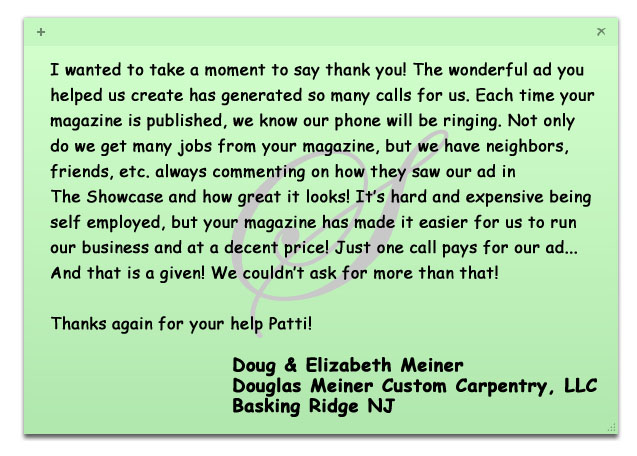 I wanted to take a moment to say thank you! The wonderful ad you
helped us create has generated so many calls for us. Each time your
magazine is published, we know our phone will be ringing. Not only
do we get many jobs from your magazine, but we have neighbors,
friends, etc. always commenting on how they saw our ad in
The Showcase and how great it looks! It's hard and expensive being
self employed, but your magazine has made it easier for us to run
our business and at a decent price! Just one call pays for our ad...
And that is a given! We couldn't ask for more than that!
Thanks again for your help Patti!
Doug & Elizabeth Meiner
Douglas Meiner Custom Carpentry, LLC
Basking Ridge NJ